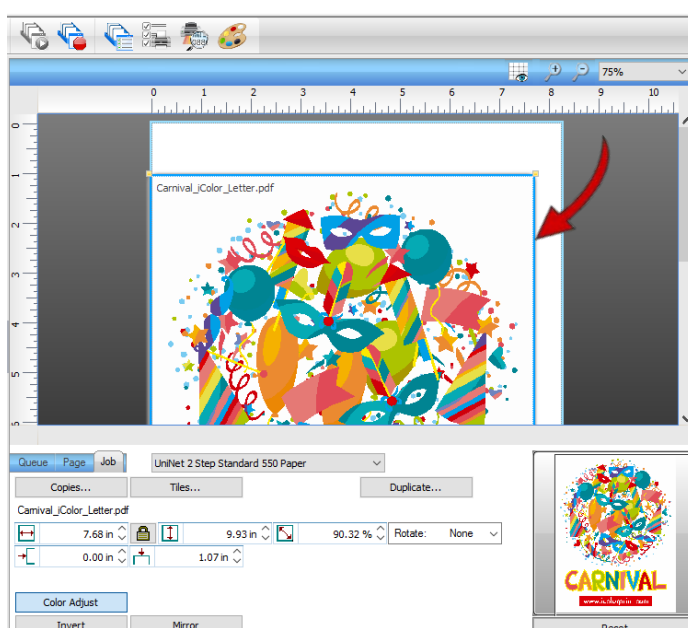 75%
0 1 2 3 4 5 6 7 8 9 10
0
1
2
3
4
5
Carnival_iColor_Letter.pdf
Queue Page Job UniNet 2 Step Standard 550 Paper
Copies... Tiles... Duplicate...
Carnival_iColor_Letter.pdf
7.68 in 9.93 in 90.32 % Rotate: None
0.00 in 1.07 in
CARNIVAL
Color Adjust
Invert Mirror Reset